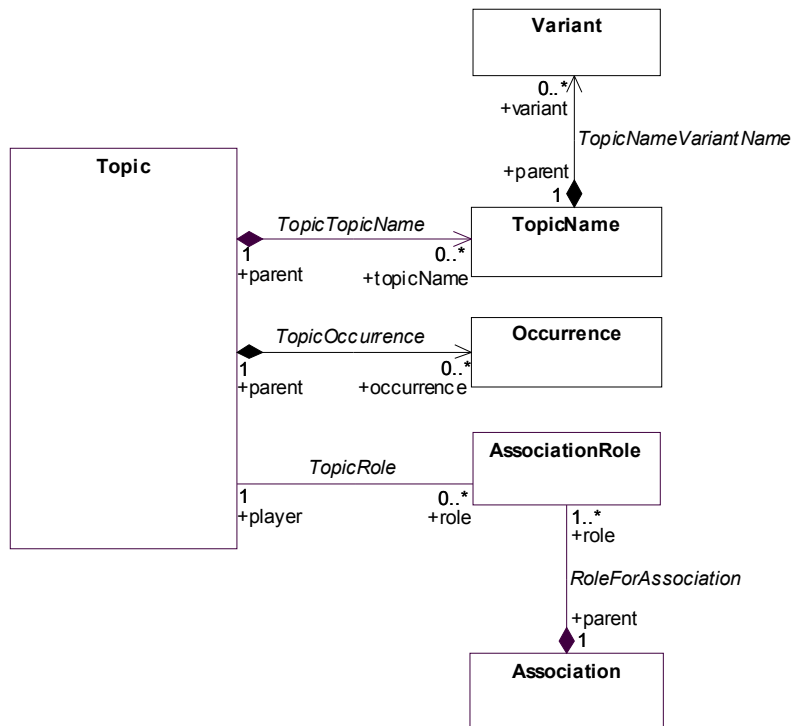 Variant
0..*
+variant
TopicNameVariantName
+parent
1
Topic
TopicName
TopicTopicName
1
0..*
+parent
+topicName
Occurrence
TopicOccurrence
1
0..*
+parent
+occurrence
AssociationRole
TopicRole
1
0..*
+player
+role
1..*
+role
RoleForAssociation
+parent
1
Association